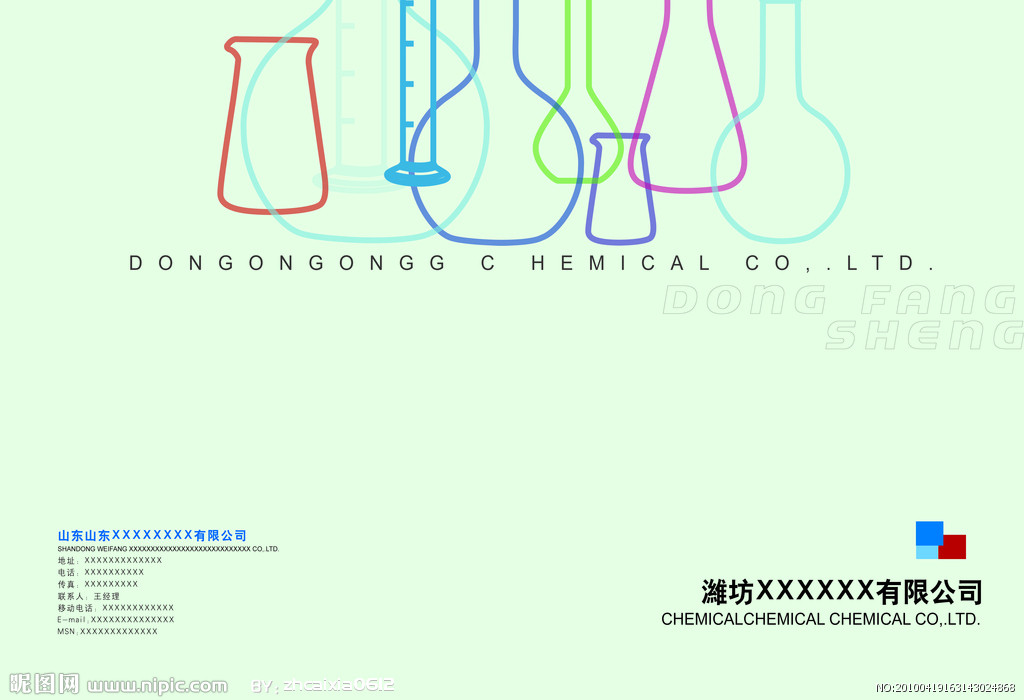 DONGONGONGG C HEMICAL CO,.LTD.
DONG FANG
SHENG
山东山东XXXXXXXX有限公司
SHANDONG WEIFANG XXXXXXXXXXXXXXXXXXXXXXXXXXXX CO,.LTD.
地址：XXXXXXXXXXXXX
电话：XXXXXXXXXX
传真：XXXXXXXXX
联系人：王经理
移动电话：XXXXXXXXXXXX
E-mail:XXXXXXXXXXXXXX
MSN:XXXXXXXXXXXXX
潍坊XXXXXX有限公司
CHEMICALCHEMICAL CHEMICAL CO,.LTD.
昵图网 www.nipic.com BY：zhcaixia0612
NO:20100419163143024868